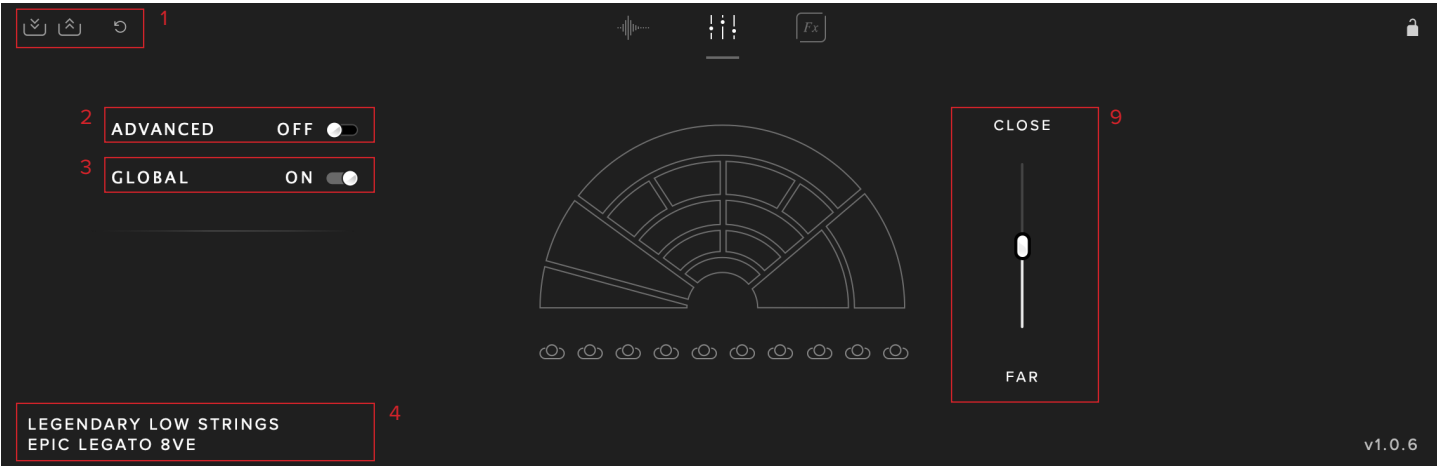 1
Fx
2
ADVANCED OFF
3
GLOBAL ON
CLOSE
9
FAR
LEGENDARY LOW STRINGS
EPIC LEGATO 8VE
4
v1.0.6